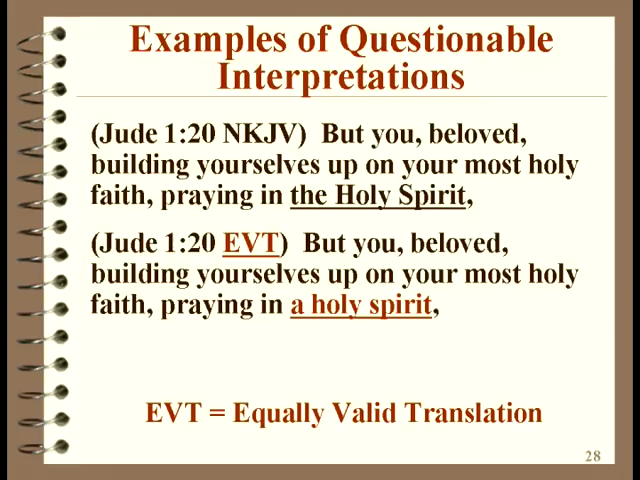 Examples of Questionable
Interpretations
(Jude 1:20 NKJV) But you, beloved,
building yourselves up on your most holy
faith, praying in the Holy Spirit,
(Jude 1:20 EVT) But you, beloved,
building yourselves up on your most holy
faith, praying in a holy spirit,
EVT = Equally Valid Translation
28